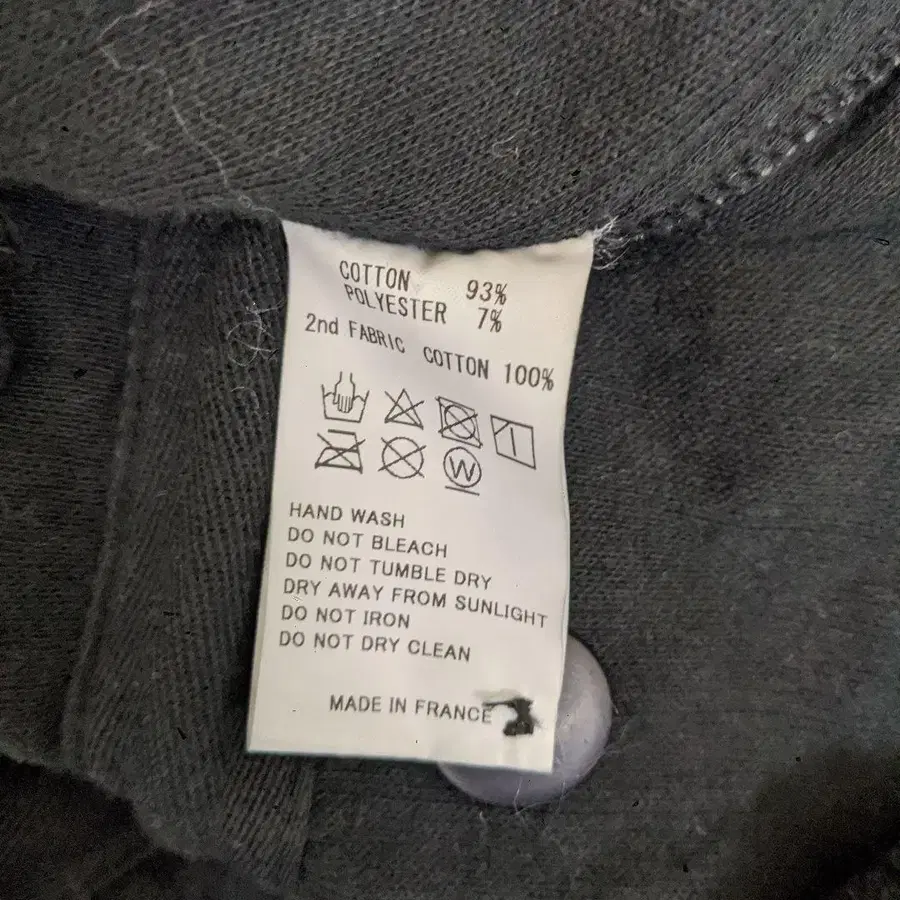 COTTON 93%
POLYESTER 7%
2nd FABRIC COTTON 100%
W
HAND WASH
DO NOT BLEACH
DO NOT TUMBLE DRY
DRY AWAY FROM SUNLIGHT
DO NOT IRON
DO NOT DRY CLEAN
MADE IN FRANCE